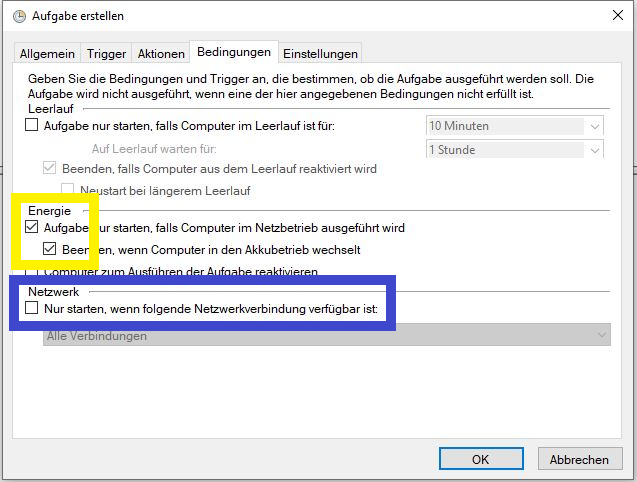 Aufgabe erstellen
Allgemein Trigger Aktionen Bedingungen Einstellungen
Geben Sie die Bedingungen und Trigger an, die bestimmen, ob die Aufgabe ausgeführt werden soll. Die
Aufgabe wird nicht ausgeführt, wenn eine der hier angegebenen Bedingungen nicht erfüllt ist.
Leerlauf
Aufgabe nur starten, falls Computer im Leerlauf ist für: 10 Minuten
Auf Leerlauf warten für: 1 Stunde
Beenden, falls Computer aus dem Leerlauf reaktiviert wird
Neustart bei längerem Leerlauf
Energie
Aufgabe nur starten, falls Computer im Netzbetrieb ausgeführt wird
Beenden, wenn Computer in den Akkubetrieb wechselt
Computer zum Ausführen der Aufgabe reaktivieren
Netzwerk
Nur starten, wenn folgende Netzwerkverbindung verfügbar ist:
Alle Verbindungen
OK Abbrechen